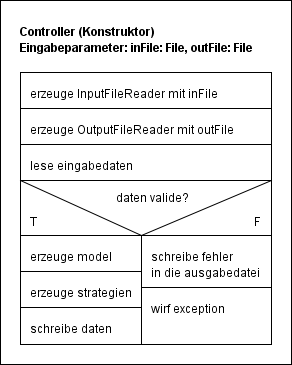 Controller (Konstruktor)
Eingabeparameter: inFile: File, outFile: File
erzeuge InputFileReader mit inFile
erzeuge OutputFileReader mit outFile
lese eingabedaten
daten valide?
T
F
erzeuge model
erzeuge strategien
schreibe daten
schreibe fehler
in die ausgabedatei
wirf exception